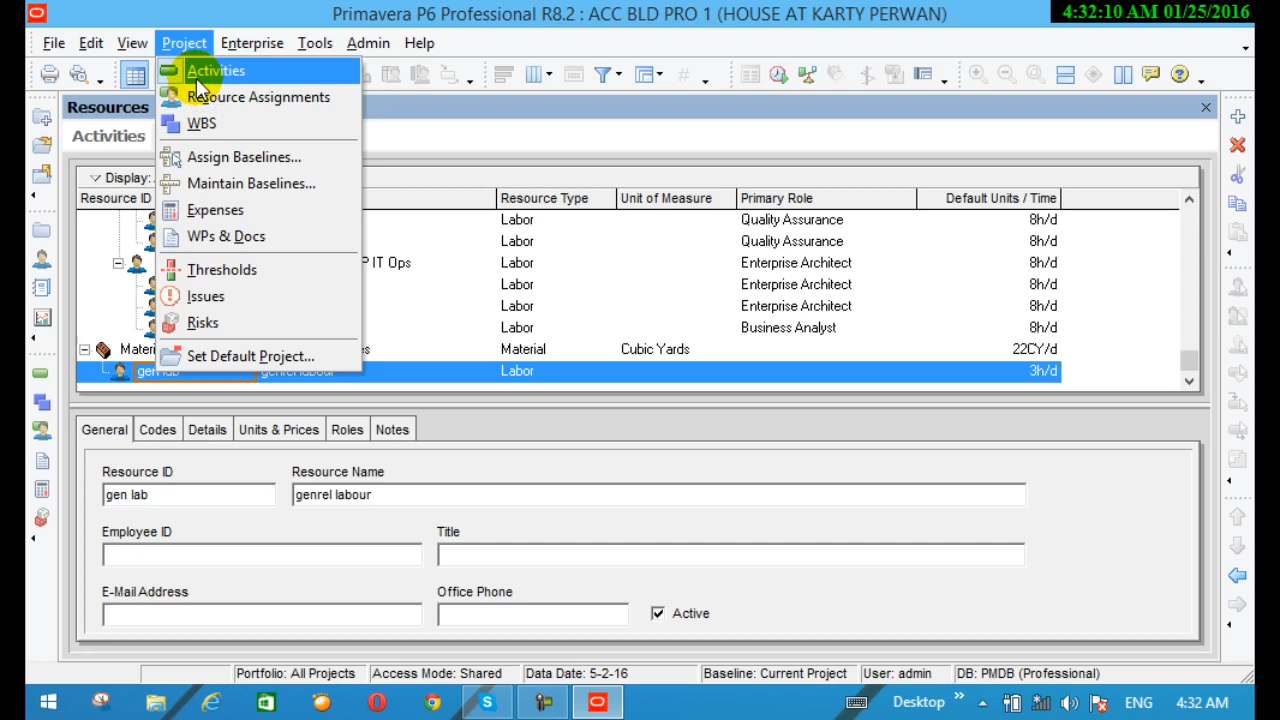 Primavera P6 Professional R8.2 : ACC BLD PRO 1 (HOUSE AT KARTY PERWAN)
4:32:10 AM 01/25/2016
File Edit View Project Enterprise Tools Admin Help
Activities
Resource Assignments
WBS
Assign Baselines...
Maintain Baselines...
Expenses
WPs & Docs
Thresholds
Issues
Risks
Set Default Project...
Resources
Activities
Display:
Resource ID Resource Type Unit of Measure Primary Role Default Units / Time
Labor Quality Assurance 8h/d
Labor Quality Assurance 8h/d
P IT Ops Labor Enterprise Architect 8h/d
Labor Enterprise Architect 8h/d
Labor Enterprise Architect 8h/d
Labor Business Analyst 8h/d
Material Cubic Yards 22CY/d
gen lab genrel labour Labor 3h/d
General Codes Details Units & Prices Roles Notes
Resource ID Resource Name
gen lab genrel labour
Employee ID Title
E-Mail Address Office Phone
Active
Portfolio: All Projects Access Mode: Shared Data Date: 5-2-16 Baseline: Current Project User: admin DB: PMDB (Professional)
Desktop ENG 4:32 AM